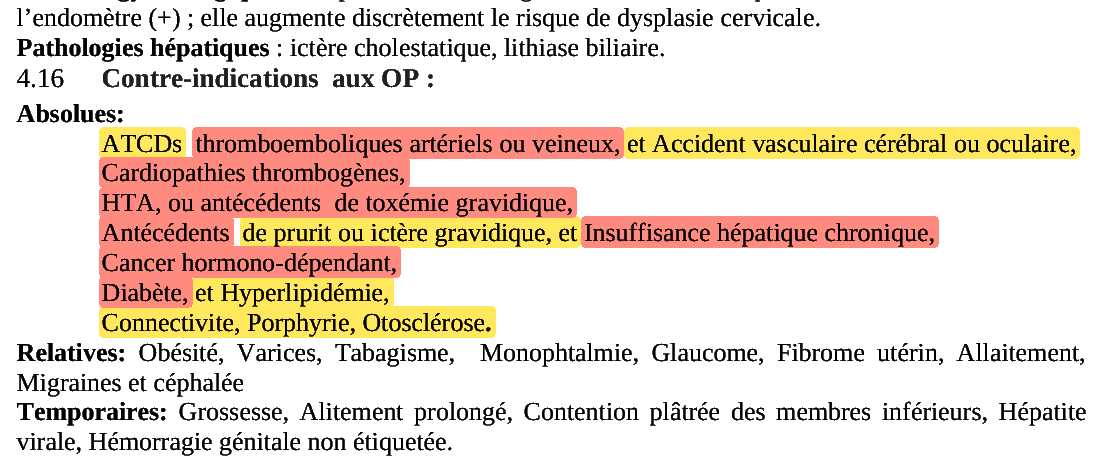 l’endomètre (+) ; elle augmente discrètement le risque de dysplasie cervicale.
Pathologies hépatiques : ictère cholestatique, lithiase biliaire.
4.16 Contre-indications aux OP :
Absolues:
ATCDs thromboemboliques artériels ou veineux, et Accident vasculaire cérébral ou oculaire,
Cardiopathies thrombogènes,
HTA, ou antécédents de toxémie gravidique,
Antécédents de prurit ou ictère gravidique, et Insuffisance hépatique chronique,
Cancer hormono-dépendant,
Diabète, et Hyperlipidémie,
Connectivite, Porphyrie, Otosclérose.
Relatives: Obésité, Varices, Tabagisme, Monophtalmie, Glaucome, Fibrome utérin, Allaitement,
Migraines et céphalée
Temporaires: Grossesse, Alitement prolongé, Contention plâtrée des membres inférieurs, Hépatite
virale, Hémorragie génitale non étiquetée.